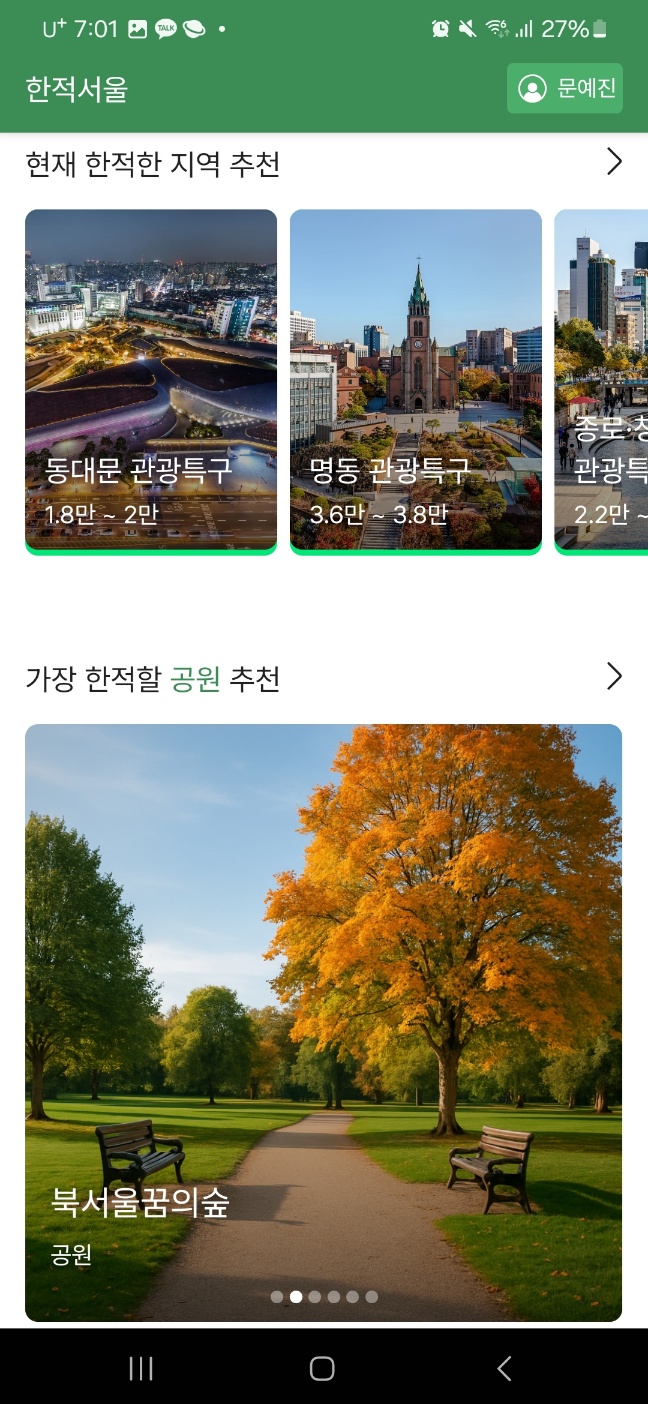 U+ 7:01 TALK 6 27%
한적서울
문예진
현재 한적한 지역 추천
동대문 관광특구
1.8만 ~ 2만
명동 관광특구
3.6만 ~ 3.8만
종로·청
관광특
2.2만 ~
가장 한적할 공원 추천
북서울꿈의숲
공원